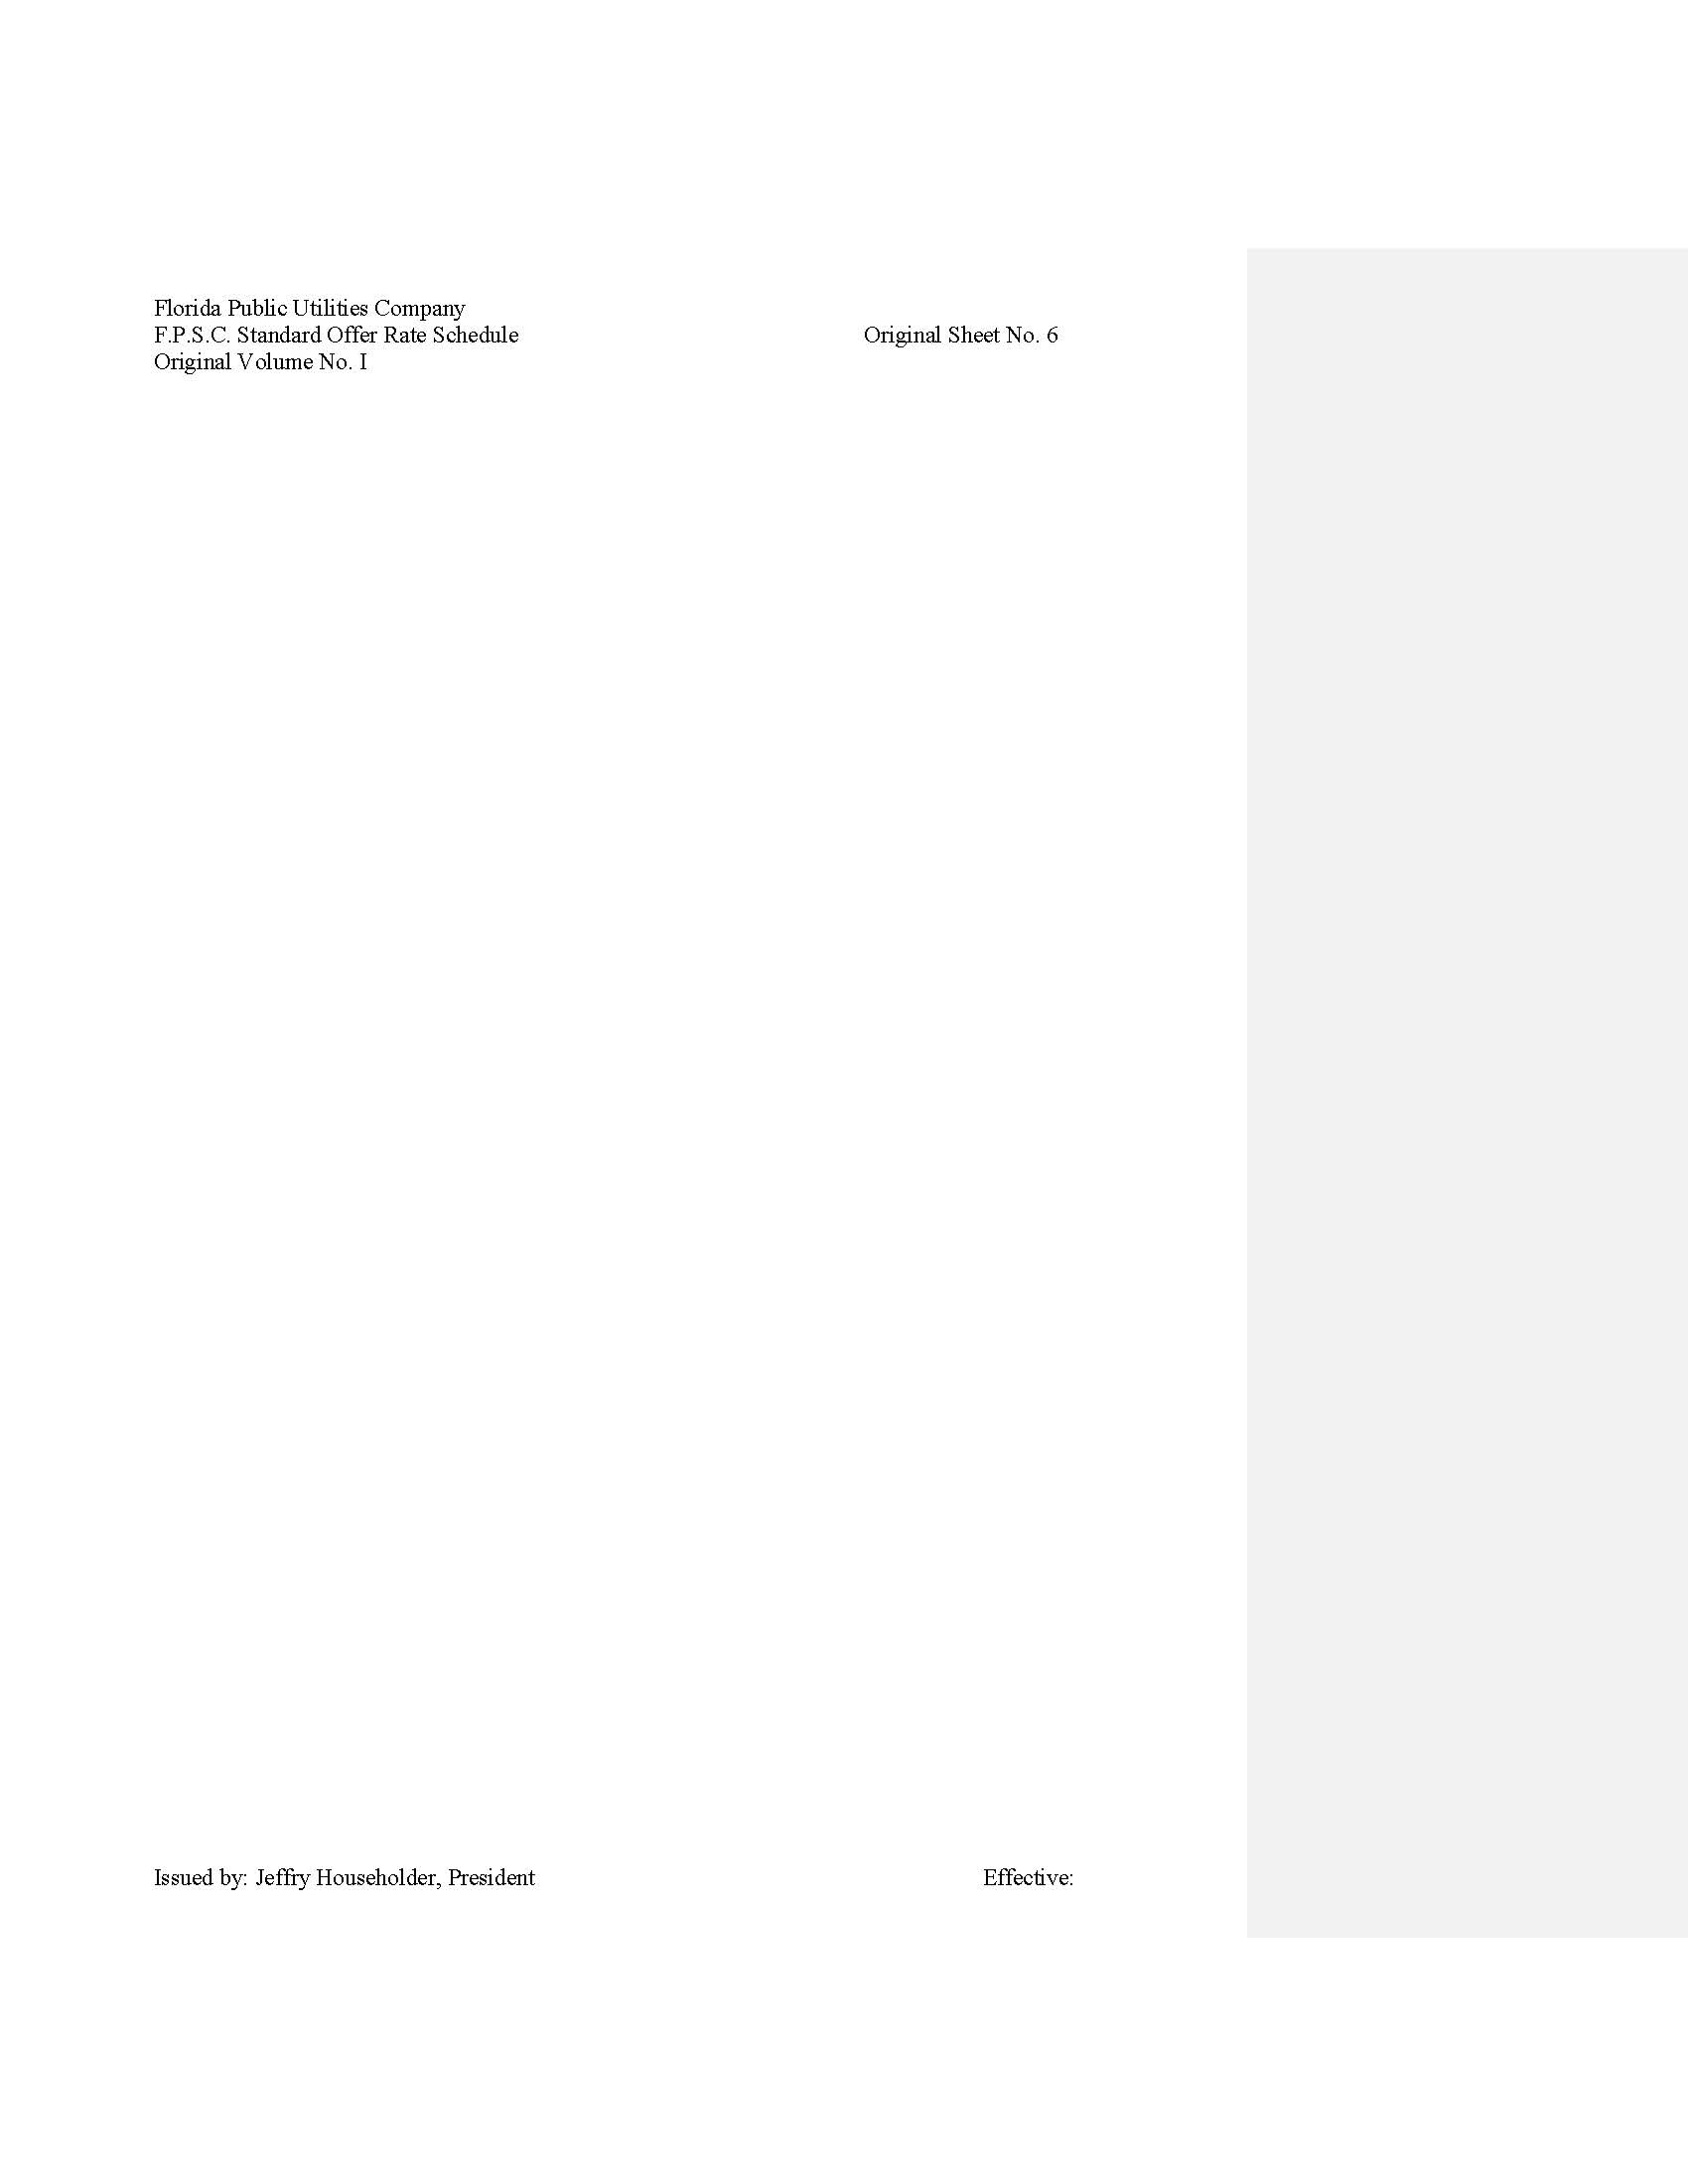 Florida Public Utilities Company
F.P.S.C. Standard Offer Rate Schedule Original Sheet No. 6
Original Volume No. I
Issued by: Jeffry Householder, President Effective: